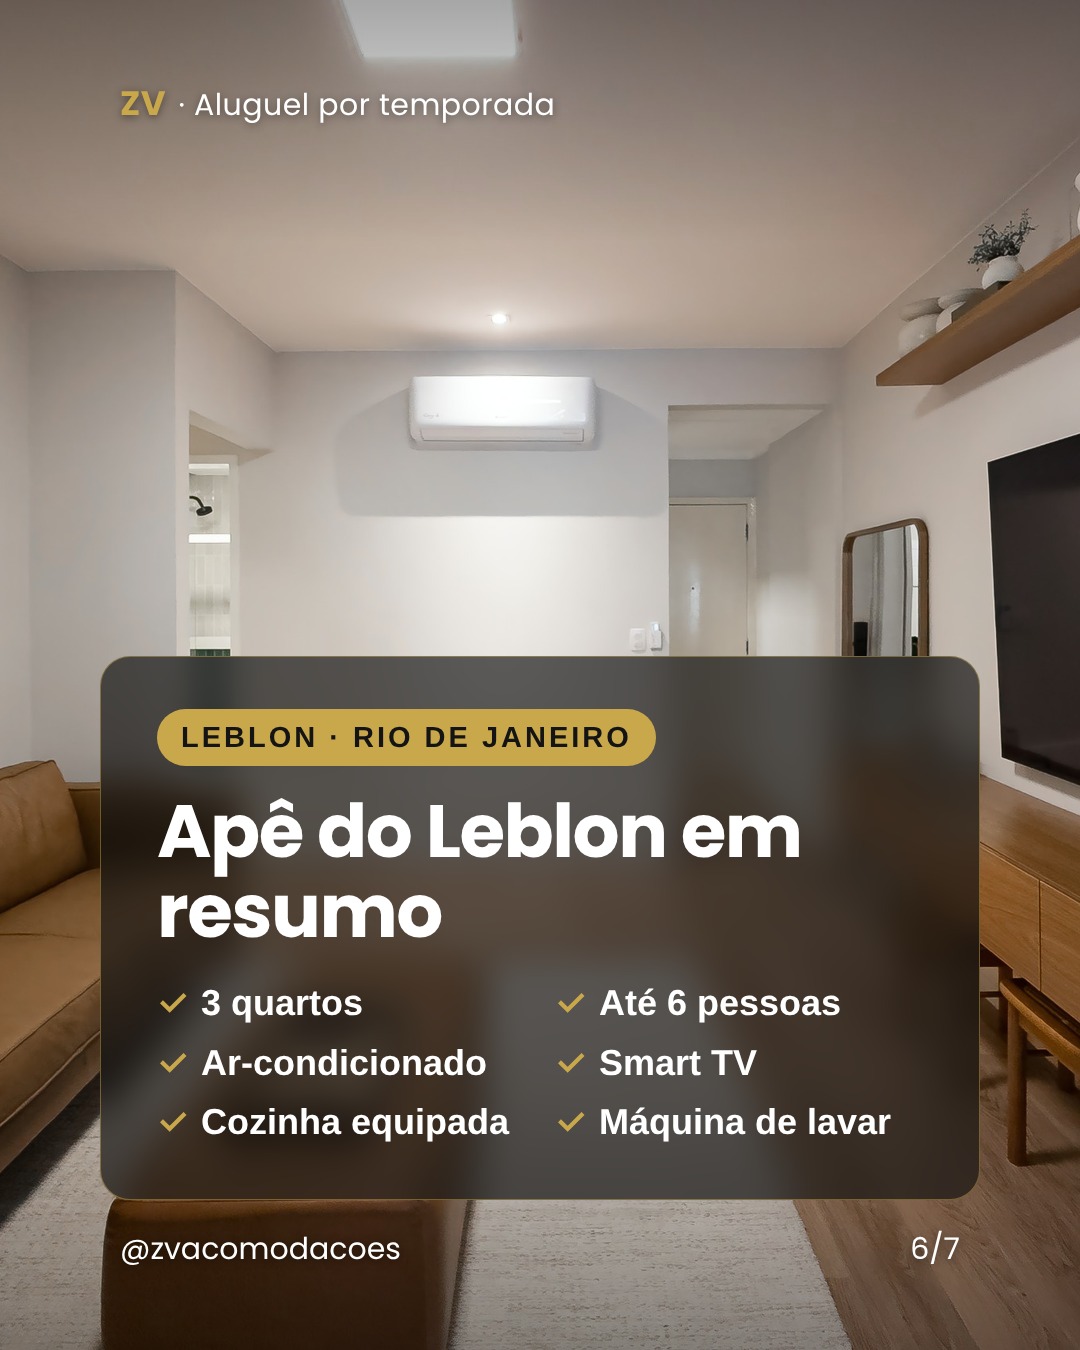 ZV · Aluguel por temporada
LEBLON · RIO DE JANEIRO
Apê do Leblon em
resumo
3 quartos
Até 6 pessoas
Ar-condicionado
Smart TV
Cozinha equipada
Máquina de lavar
@zvacomodacoes
6/7